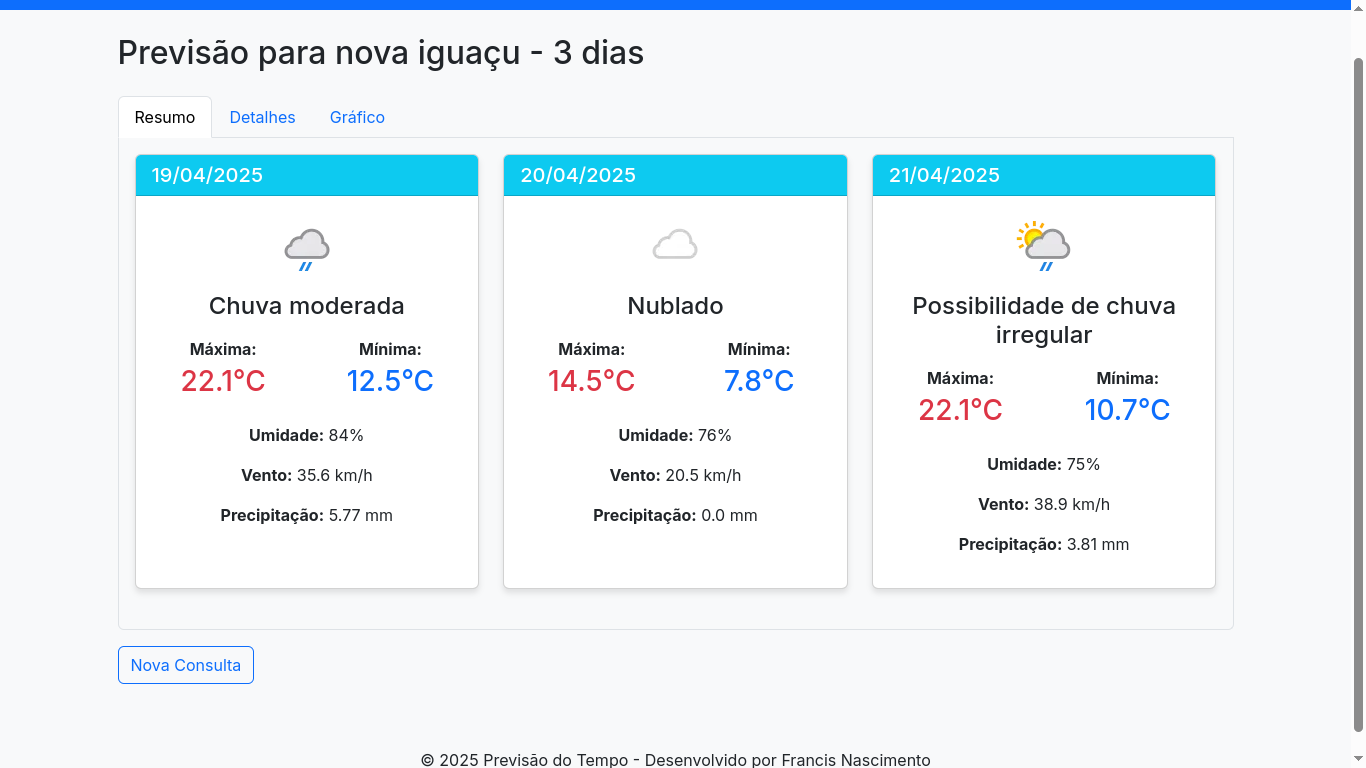 Previsão para nova iguaçu - 3 dias
Resumo
Detalhes
Gráfico
19/04/2025
Chuva moderada
Máxima:
Mínima:
22.1°C
12.5°C
Umidade: 84%
Vento: 35.6 km/h
Precipitação: 5.77 mm
20/04/2025
Nublado
Máxima:
Mínima:
14.5°C
7.8°C
Umidade: 76%
Vento: 20.5 km/h
Precipitação: 0.0 mm
21/04/2025
Possibilidade de chuva
irregular
Máxima:
Mínima:
22.1°C
10.7°C
Umidade: 75%
Vento: 38.9 km/h
Precipitação: 3.81 mm
Nova Consulta
© 2025 Previsão do Tempo - Desenvolvido por Francis Nascimento